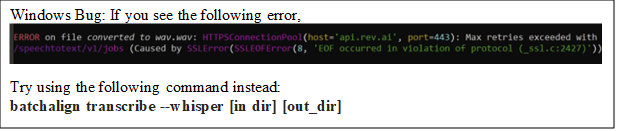 Windows Bug: If you see the following error,
ERROR on file converted to wav.wav: HTTPSConnectionPool(host='api.rev.ai', port=443): Max retries exceeded with
/speechtotext/v1/jobs (Caused by SSLError(SSLEOFError(8, 'EOF occurred in violation of protocol (_ssl.c:2427)'))
Try using the following command instead:
batchalign transcribe --whisper [in dir] [out_dir]